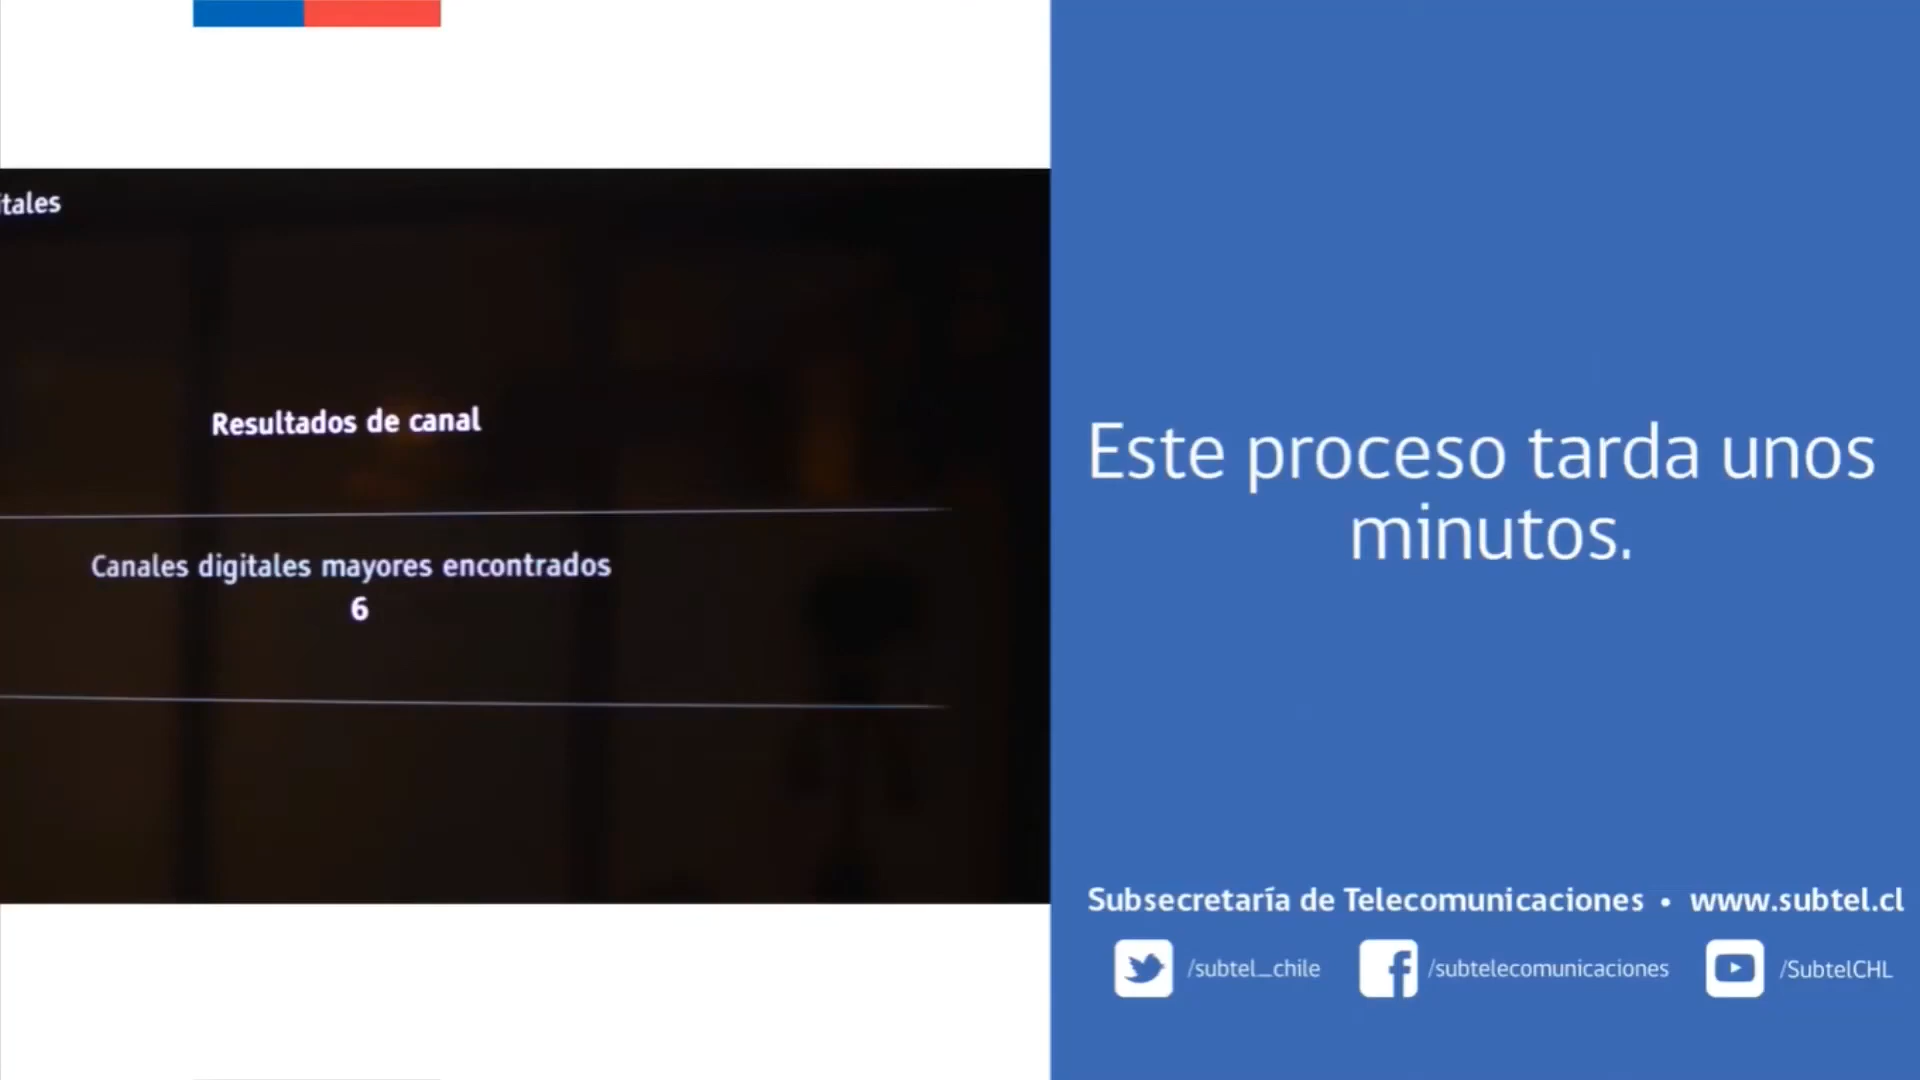 itales
Resultados de canal
Canales digitales mayores encontrados
6
Este proceso tarda unos
minutos.
Subsecretaría de Telecomunicaciones • www.subtel.cl
/subtel_chile /subtelecomunicaciones /SubtelCHL